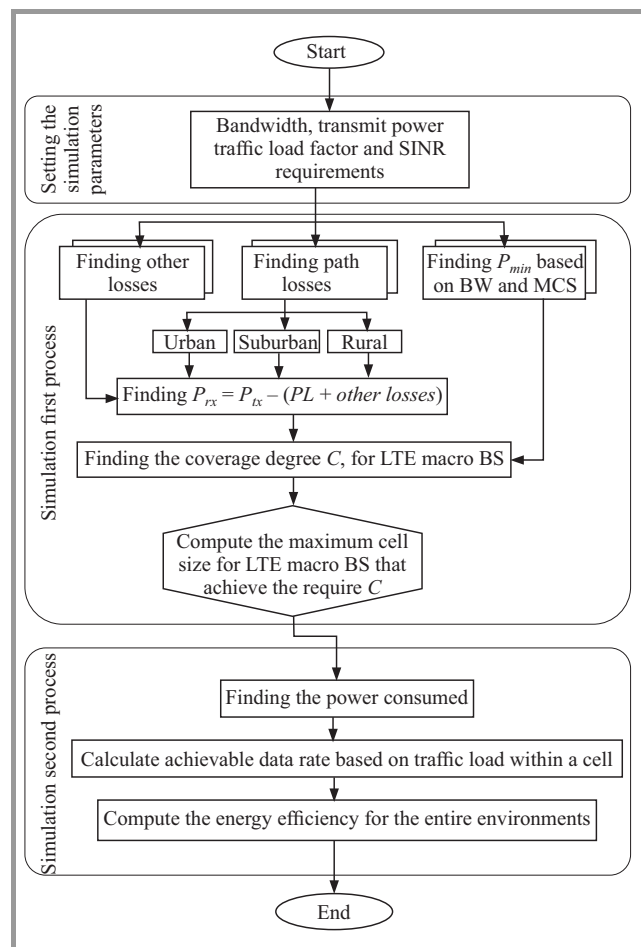 Start
Setting the
simulation
parameters
Bandwidth, transmit power
traffic load factor and SINR
requirements
Simulation first process
Finding other
losses
Finding path
losses
Finding P_min based
on BW and MCS
Urban
Suburban
Rural
Finding P_rx = P_tx – (PL + other losses)
Finding the coverage degree C, for LTE macro BS
Compute the maximum cell
size for LTE macro BS that
achieve the require C
Simulation second process
Finding the power consumed
Calculate achievable data rate based on traffic load within a cell
Compute the energy efficiency for the entire environments
End